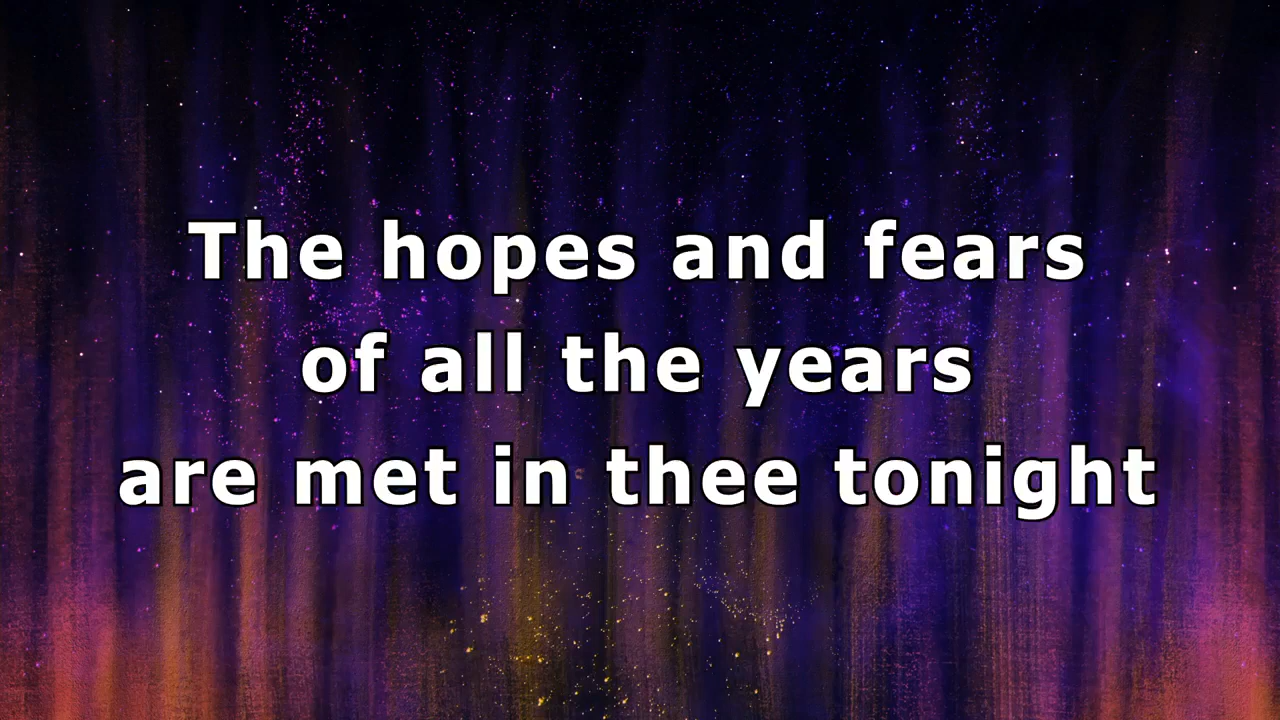 The hopes and fears
of all the years
are met in thee tonight